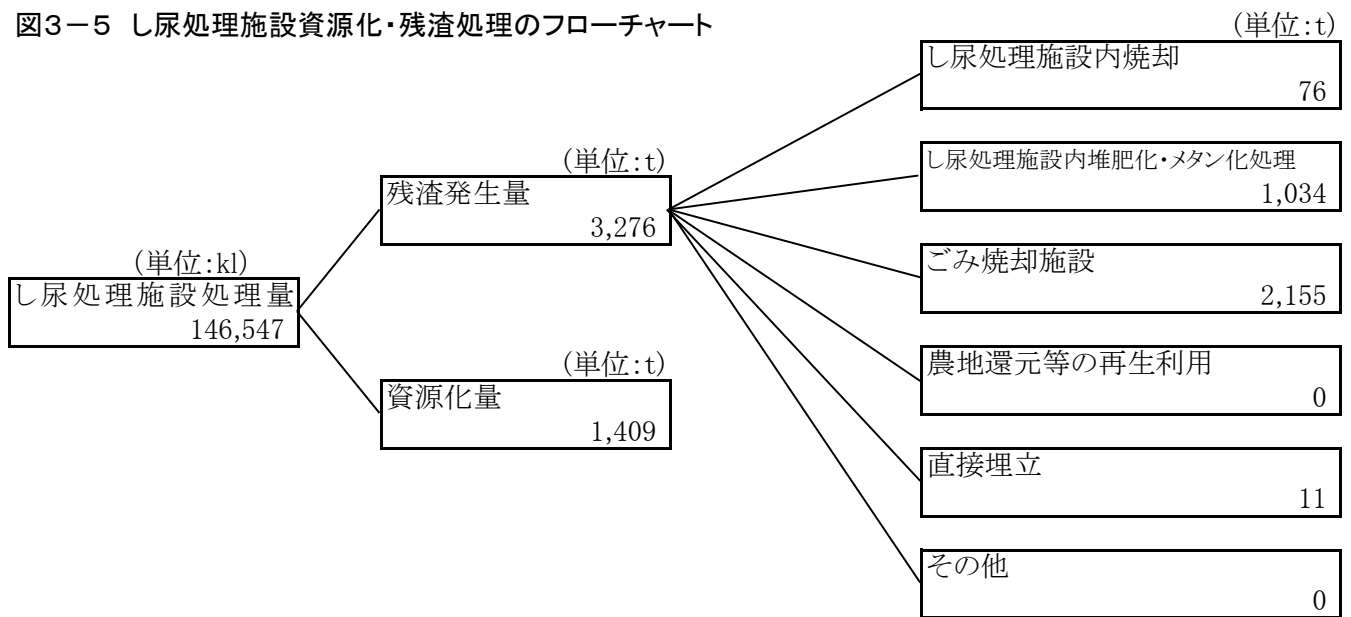 図3-5 し尿処理施設資源化・残渣処理のフローチャート
(単位:kl)
し尿処理施設処理量
146,547
(単位:t)
残渣発生量
3,276
(単位:t)
資源化量
1,409
(単位:t)
し尿処理施設内焼却
76
し尿処理施設内堆肥化・メタン化処理
1,034
ごみ焼却施設
2,155
農地還元等の再生利用
0
直接埋立
11
その他
0